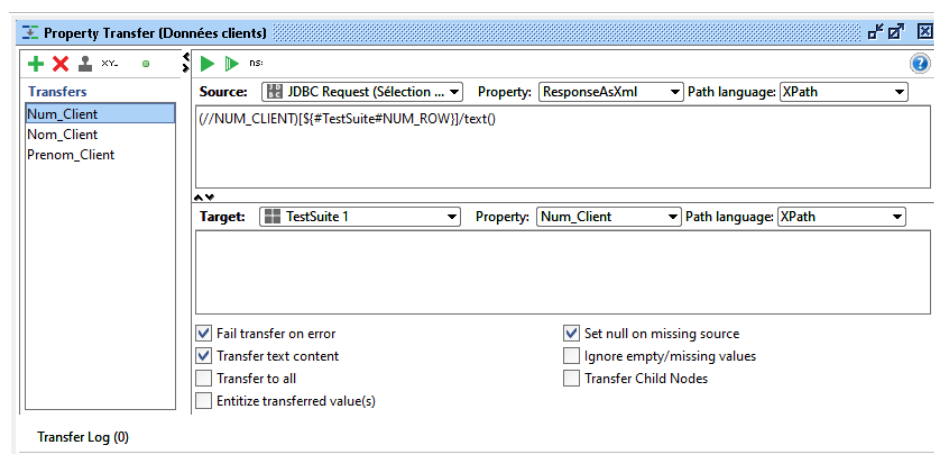 Property Transfer (Données clients)
XY- ns:
Transfers
Num_Client
Nom_Client
Prenom_Client
Source: JDBC Request (Sélection ... Property: ResponseAsXml Path language: XPath
(//NUM_CLIENT)[${#TestSuite#NUM_ROW}]/text()
Target: TestSuite 1 Property: Num_Client Path language: XPath
Fail transfer on error Set null on missing source
Transfer text content Ignore empty/missing values
Transfer to all Transfer Child Nodes
Entitize transferred value(s)
Transfer Log (0)